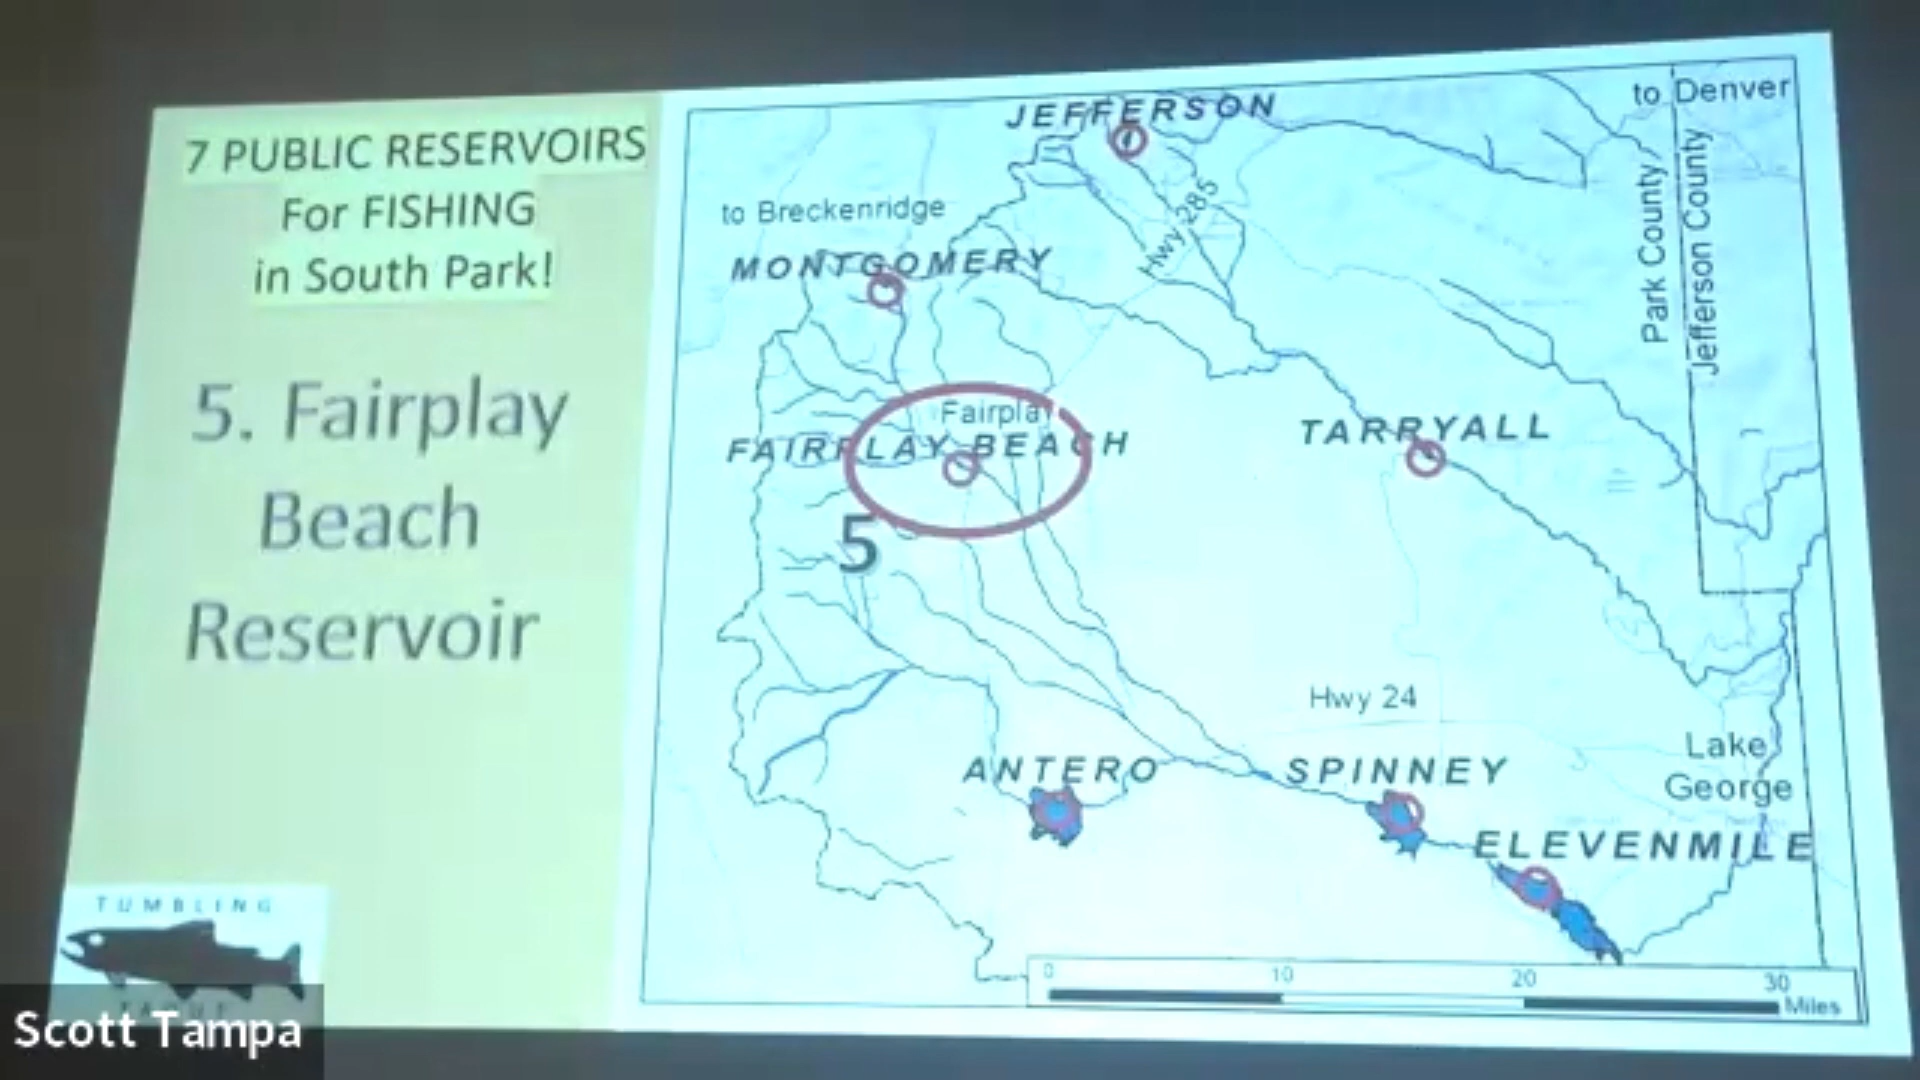 7 PUBLIC RESERVOIRS
For FISHING
in South Park!
5. Fairplay
Beach
Reservoir
TUMBLING
TROUT
JEFFERSON
to Denver
to Breckenridge
Hwy 285
Park County
Jefferson County
MONTGOMERY
Fairplay
FAIRPLAY BEACH
TARRYALL
5
Hwy 24
ANTERO
SPINNEY
Lake
George
ELEVENMILE
0 10 20 30
Miles
Scott Tampa